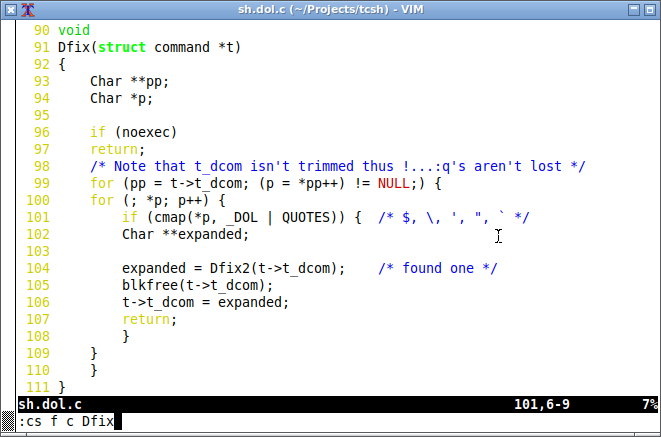 sh.dol.c (~/Projects/tcsh) - VIM
90 void
91 Dfix(struct command *t)
92 {
93     Char **pp;
94     Char *p;
95
96     if (noexec)
97     return;
98     /* Note that t_dcom isn't trimmed thus !...:q's aren't lost */
99     for (pp = t->t_dcom; (p = *pp++) != NULL;) {
100     for (; *p; p++) {
101         if (cmap(*p, _DOL | QUOTES)) {  /* $, \, ', ", ` */
102         Char **expanded;
103
104         expanded = Dfix2(t->t_dcom);    /* found one */
105         blkfree(t->t_dcom);
106         t->t_dcom = expanded;
107         return;
108         }
109     }
110     }
111 }
sh.dol.c 101,6-9 7%
:cs f c Dfix